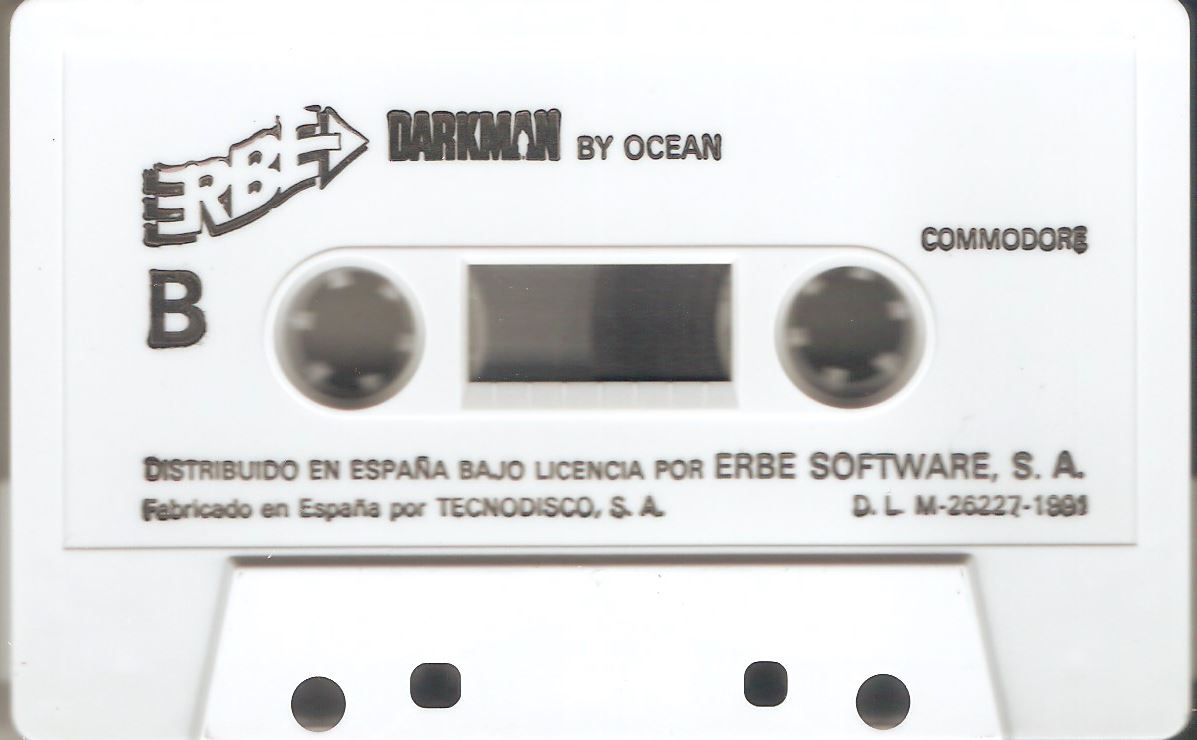 ERBE DARKMAN BY OCEAN
COMMODORE
B
DISTRIBUIDO EN ESPAÑA BAJO LICENCIA POR ERBE SOFTWARE, S. A.
Fabricado en España por TECNODISCO, S. A. D. L. M-26227-1991